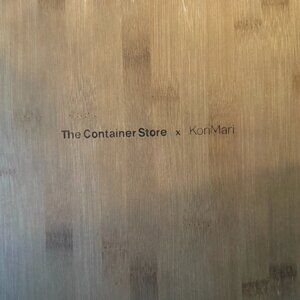 The Container Store x KonMari